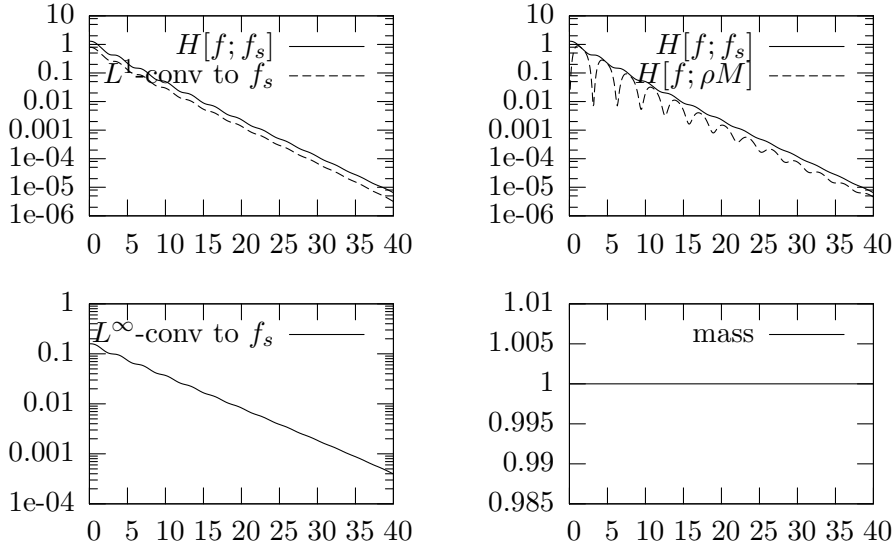 10
1
0.1
0.01
0.001
1e-04
1e-05
1e-06
0 5 10 15 20 25 30 35 40
H[f; f_s]
L^1-conv to f_s
10
1
0.1
0.01
0.001
1e-04
1e-05
1e-06
0 5 10 15 20 25 30 35 40
H[f; f_s]
H[f; ρM]
1
0.1
0.01
0.001
1e-04
0 5 10 15 20 25 30 35 40
L^∞-conv to f_s
1.01
1.005
1
0.995
0.99
0.985
0 5 10 15 20 25 30 35 40
mass